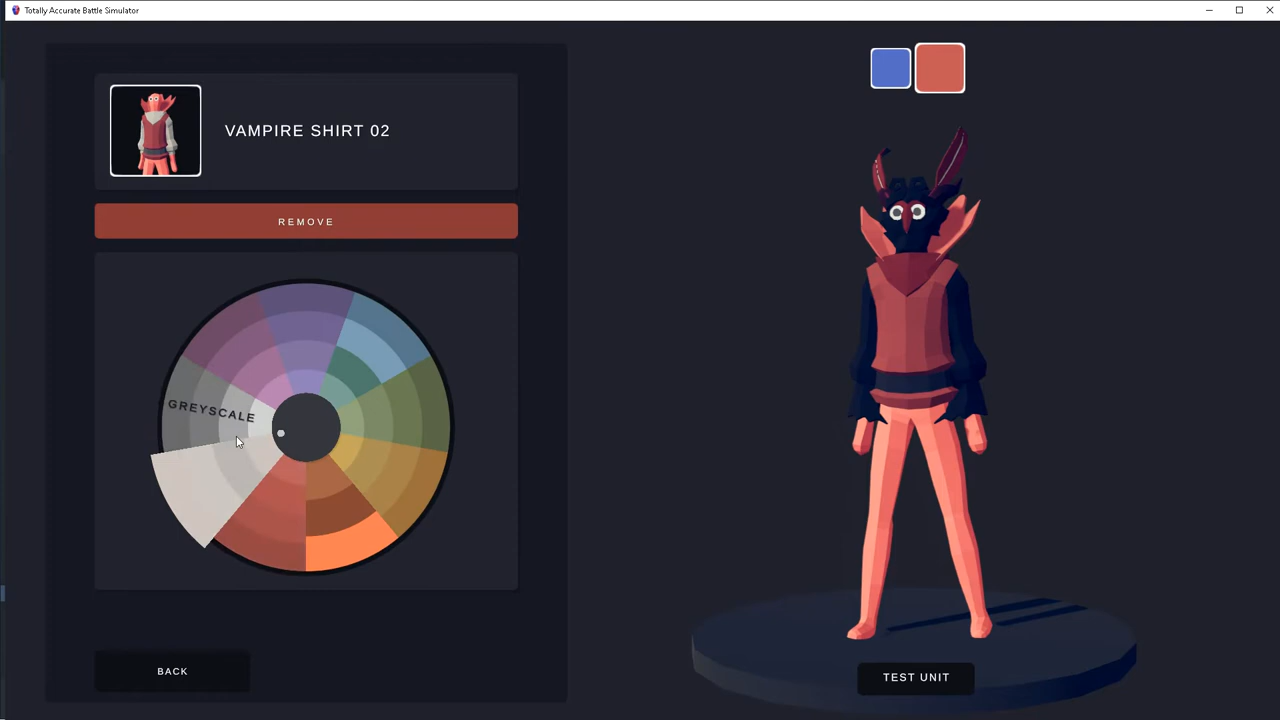 Totally Accurate Battle Simulator
VAMPIRE SHIRT 02
REMOVE
GREYSCALE
BACK
TEST UNIT